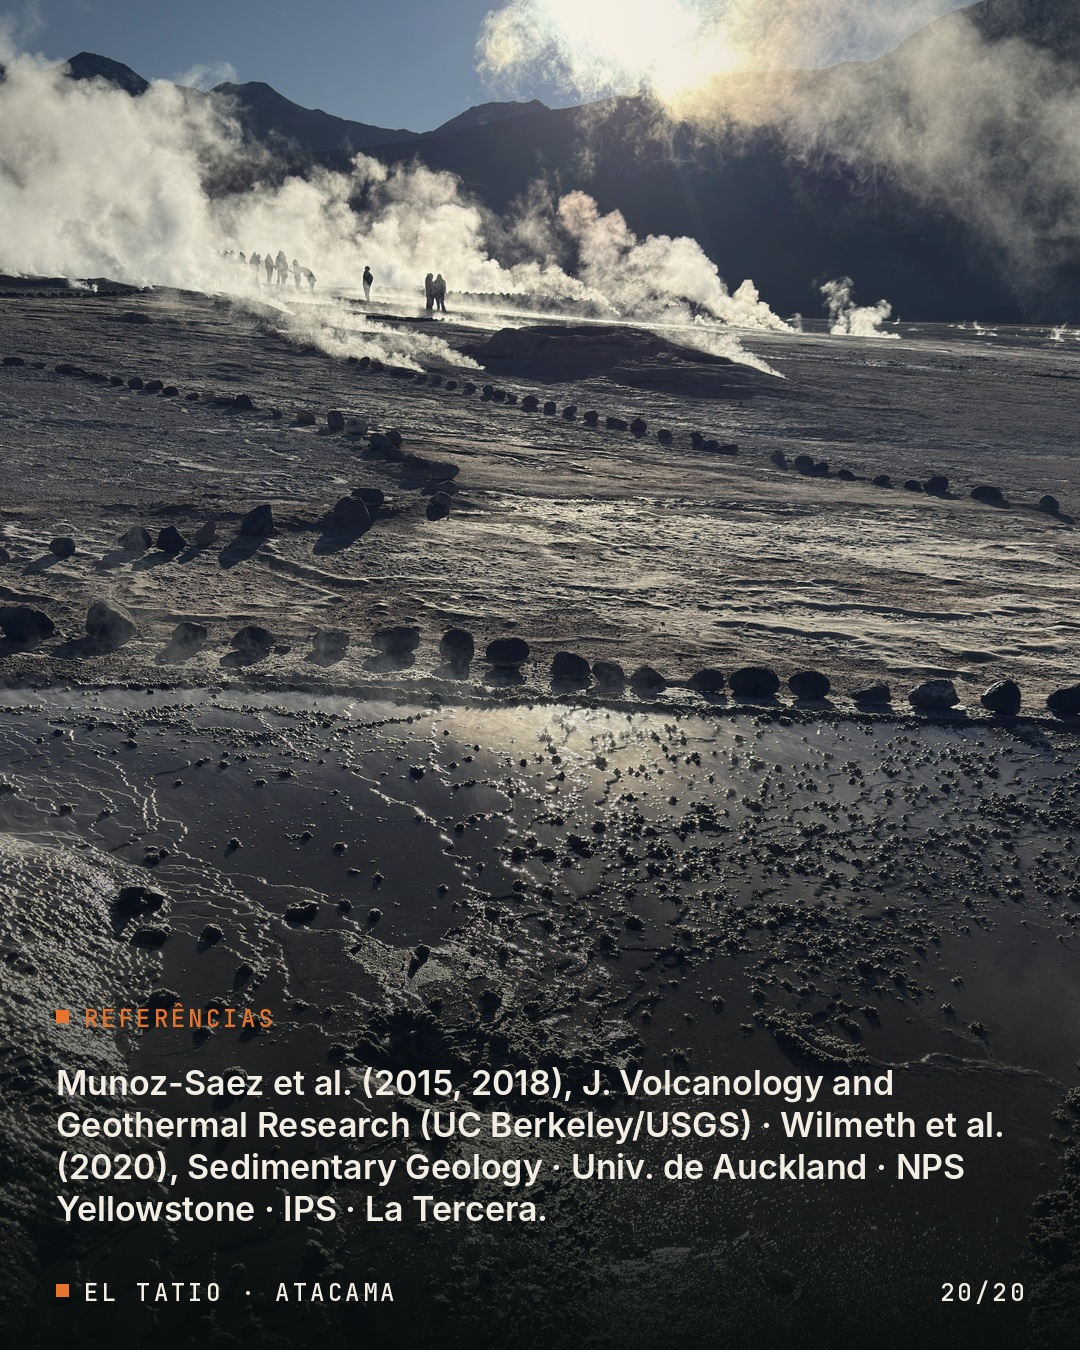 REFERÊNCIAS
Munoz-Saez et al. (2015, 2018), J. Volcanology and
Geothermal Research (UC Berkeley/USGS) · Wilmeth et al.
(2020), Sedimentary Geology · Univ. de Auckland · NPS
Yellowstone · IPS · La Tercera.
EL TATIO · ATACAMA
20/20